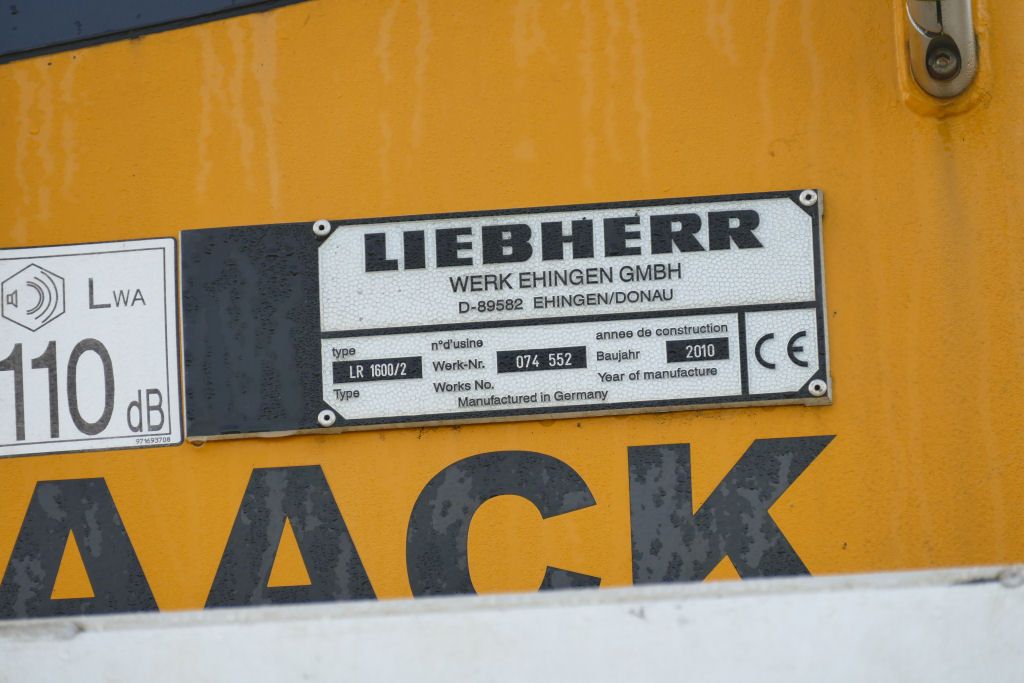 LWA
110
dB
971693708
LIEBHERR
WERK EHINGEN GMBH
D-89582 EHINGEN/DONAU
type
LR 1600/2
Type
n°d'usine
Werk-Nr. 074 552
Works No.
annee de construction
Baujahr 2010
Year of manufacture
Manufactured in Germany
CE
AACK